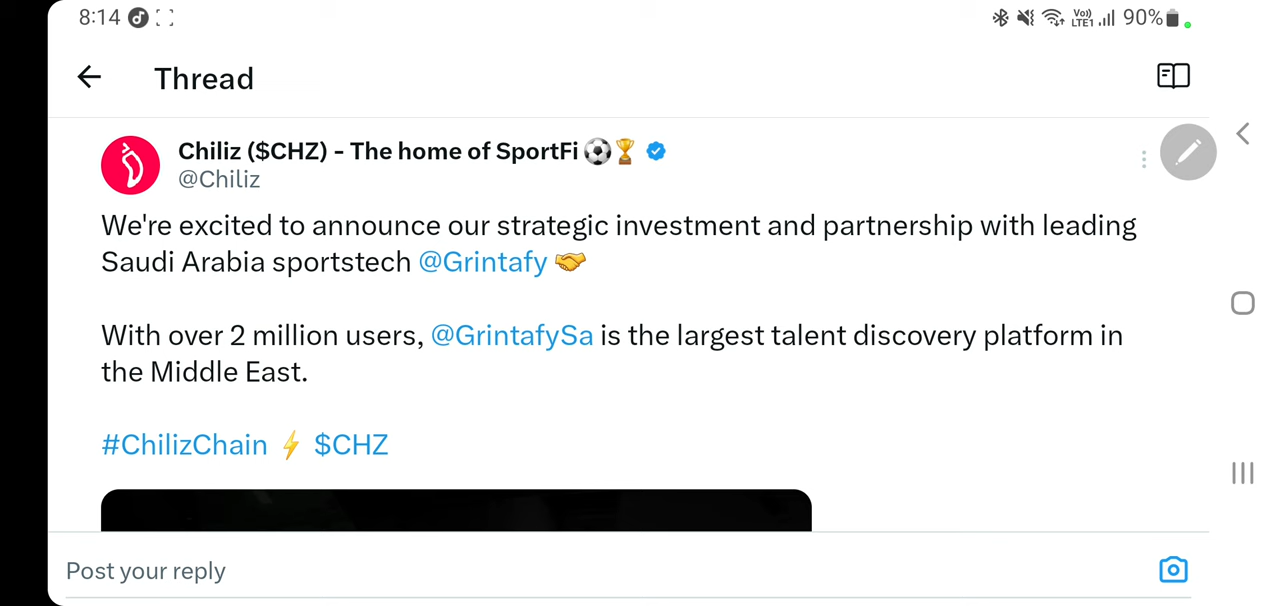 8:14 Vo)) LTE1 90%
Thread
Chiliz ($CHZ) - The home of SportFi⚽🏆
@Chiliz
We're excited to announce our strategic investment and partnership with leading
Saudi Arabia sportstech @Grintafy 🤝
With over 2 million users, @GrintafySa is the largest talent discovery platform in
the Middle East.
#ChilizChain ⚡ $CHZ
Post your reply